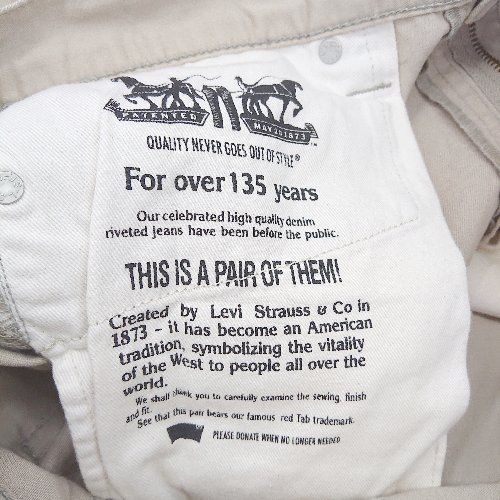 PATENTED
MAY 20 1873
QUALITY NEVER GOES OUT OF STYLE®
For over 135 years
Our celebrated high quality denim
riveted jeans have been before the public.
THIS IS A PAIR OF THEM!
Created by Levi Strauss & Co in
1873 - it has become an American
tradition, symbolizing the vitality
of the West to people all over the
world.
We shall thank you to carefully examine the sewing, finish
and fit.
See that this pair bears our famous red Tab trademark.
PLEASE DONATE WHEN NO LONGER NEEDED